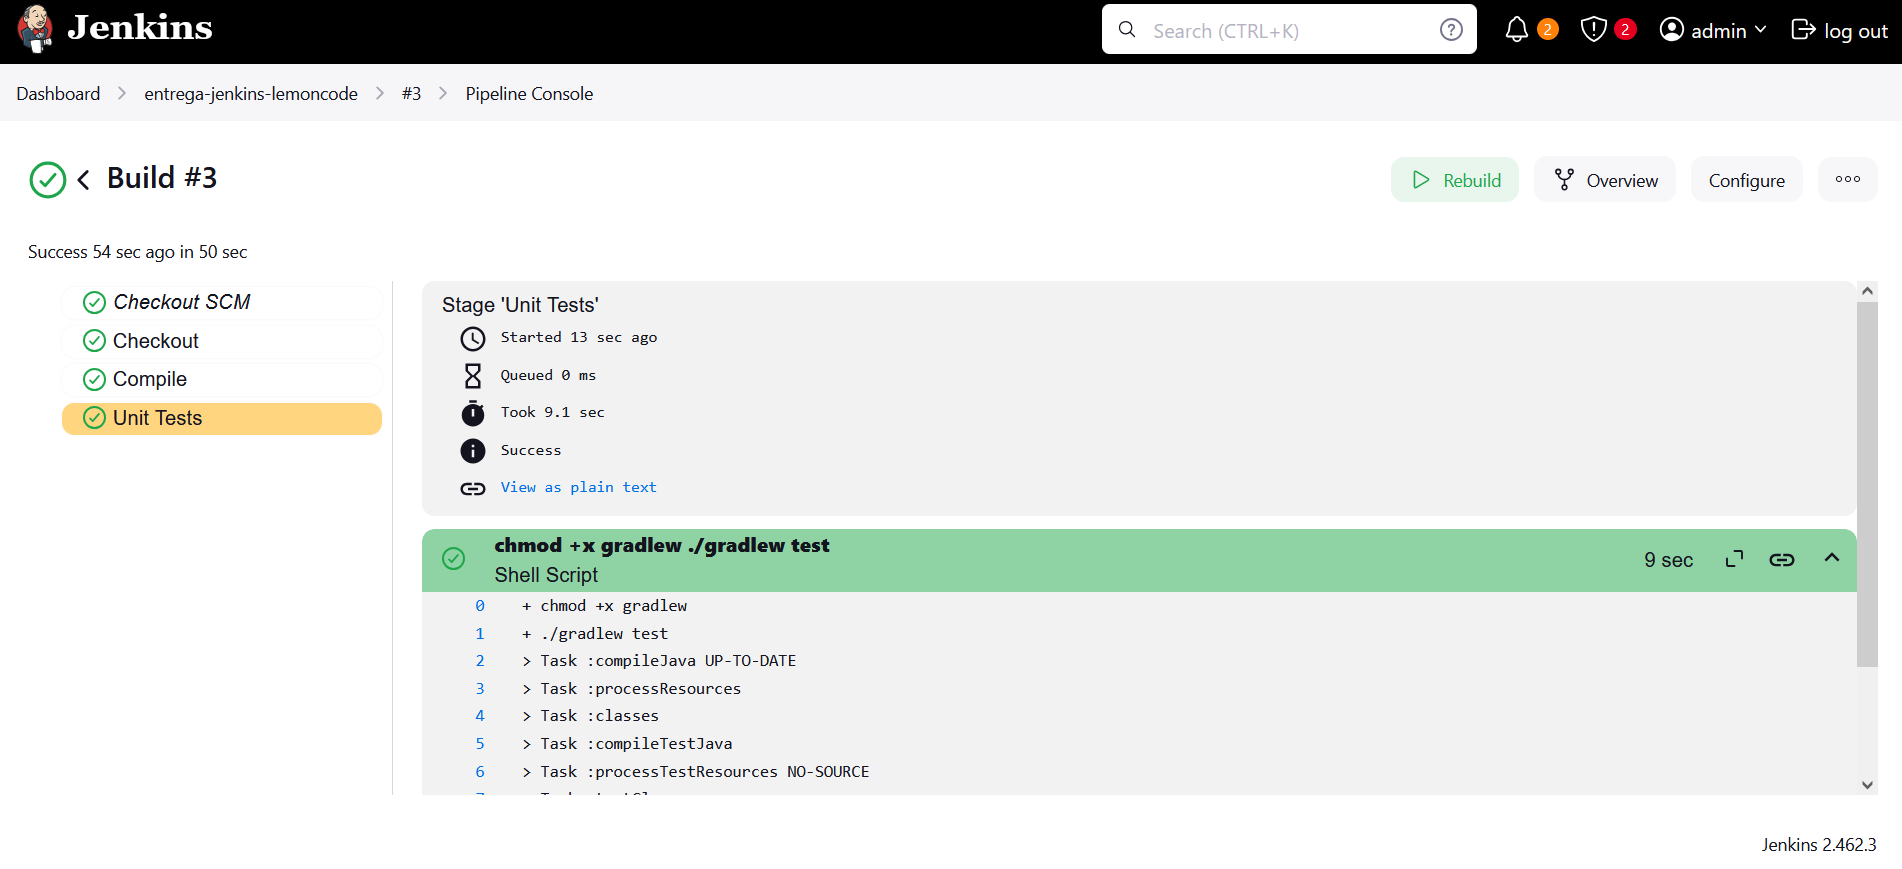 Jenkins
Search (CTRL+K)
2
2
admin
log out
Dashboard
entrega-jenkins-lemoncode
#3
Pipeline Console
Build #3
Rebuild
Overview
Configure
Success 54 sec ago in 50 sec
Checkout SCM
Checkout
Compile
Unit Tests
Stage 'Unit Tests'
Started 13 sec ago
Queued 0 ms
Took 9.1 sec
Success
View as plain text
chmod +x gradlew ./gradlew test
Shell Script
9 sec
0 + chmod +x gradlew
1 + ./gradlew test
2 > Task :compileJava UP-TO-DATE
3 > Task :processResources
4 > Task :classes
5 > Task :compileTestJava
6 > Task :processTestResources NO-SOURCE
Jenkins 2.462.3